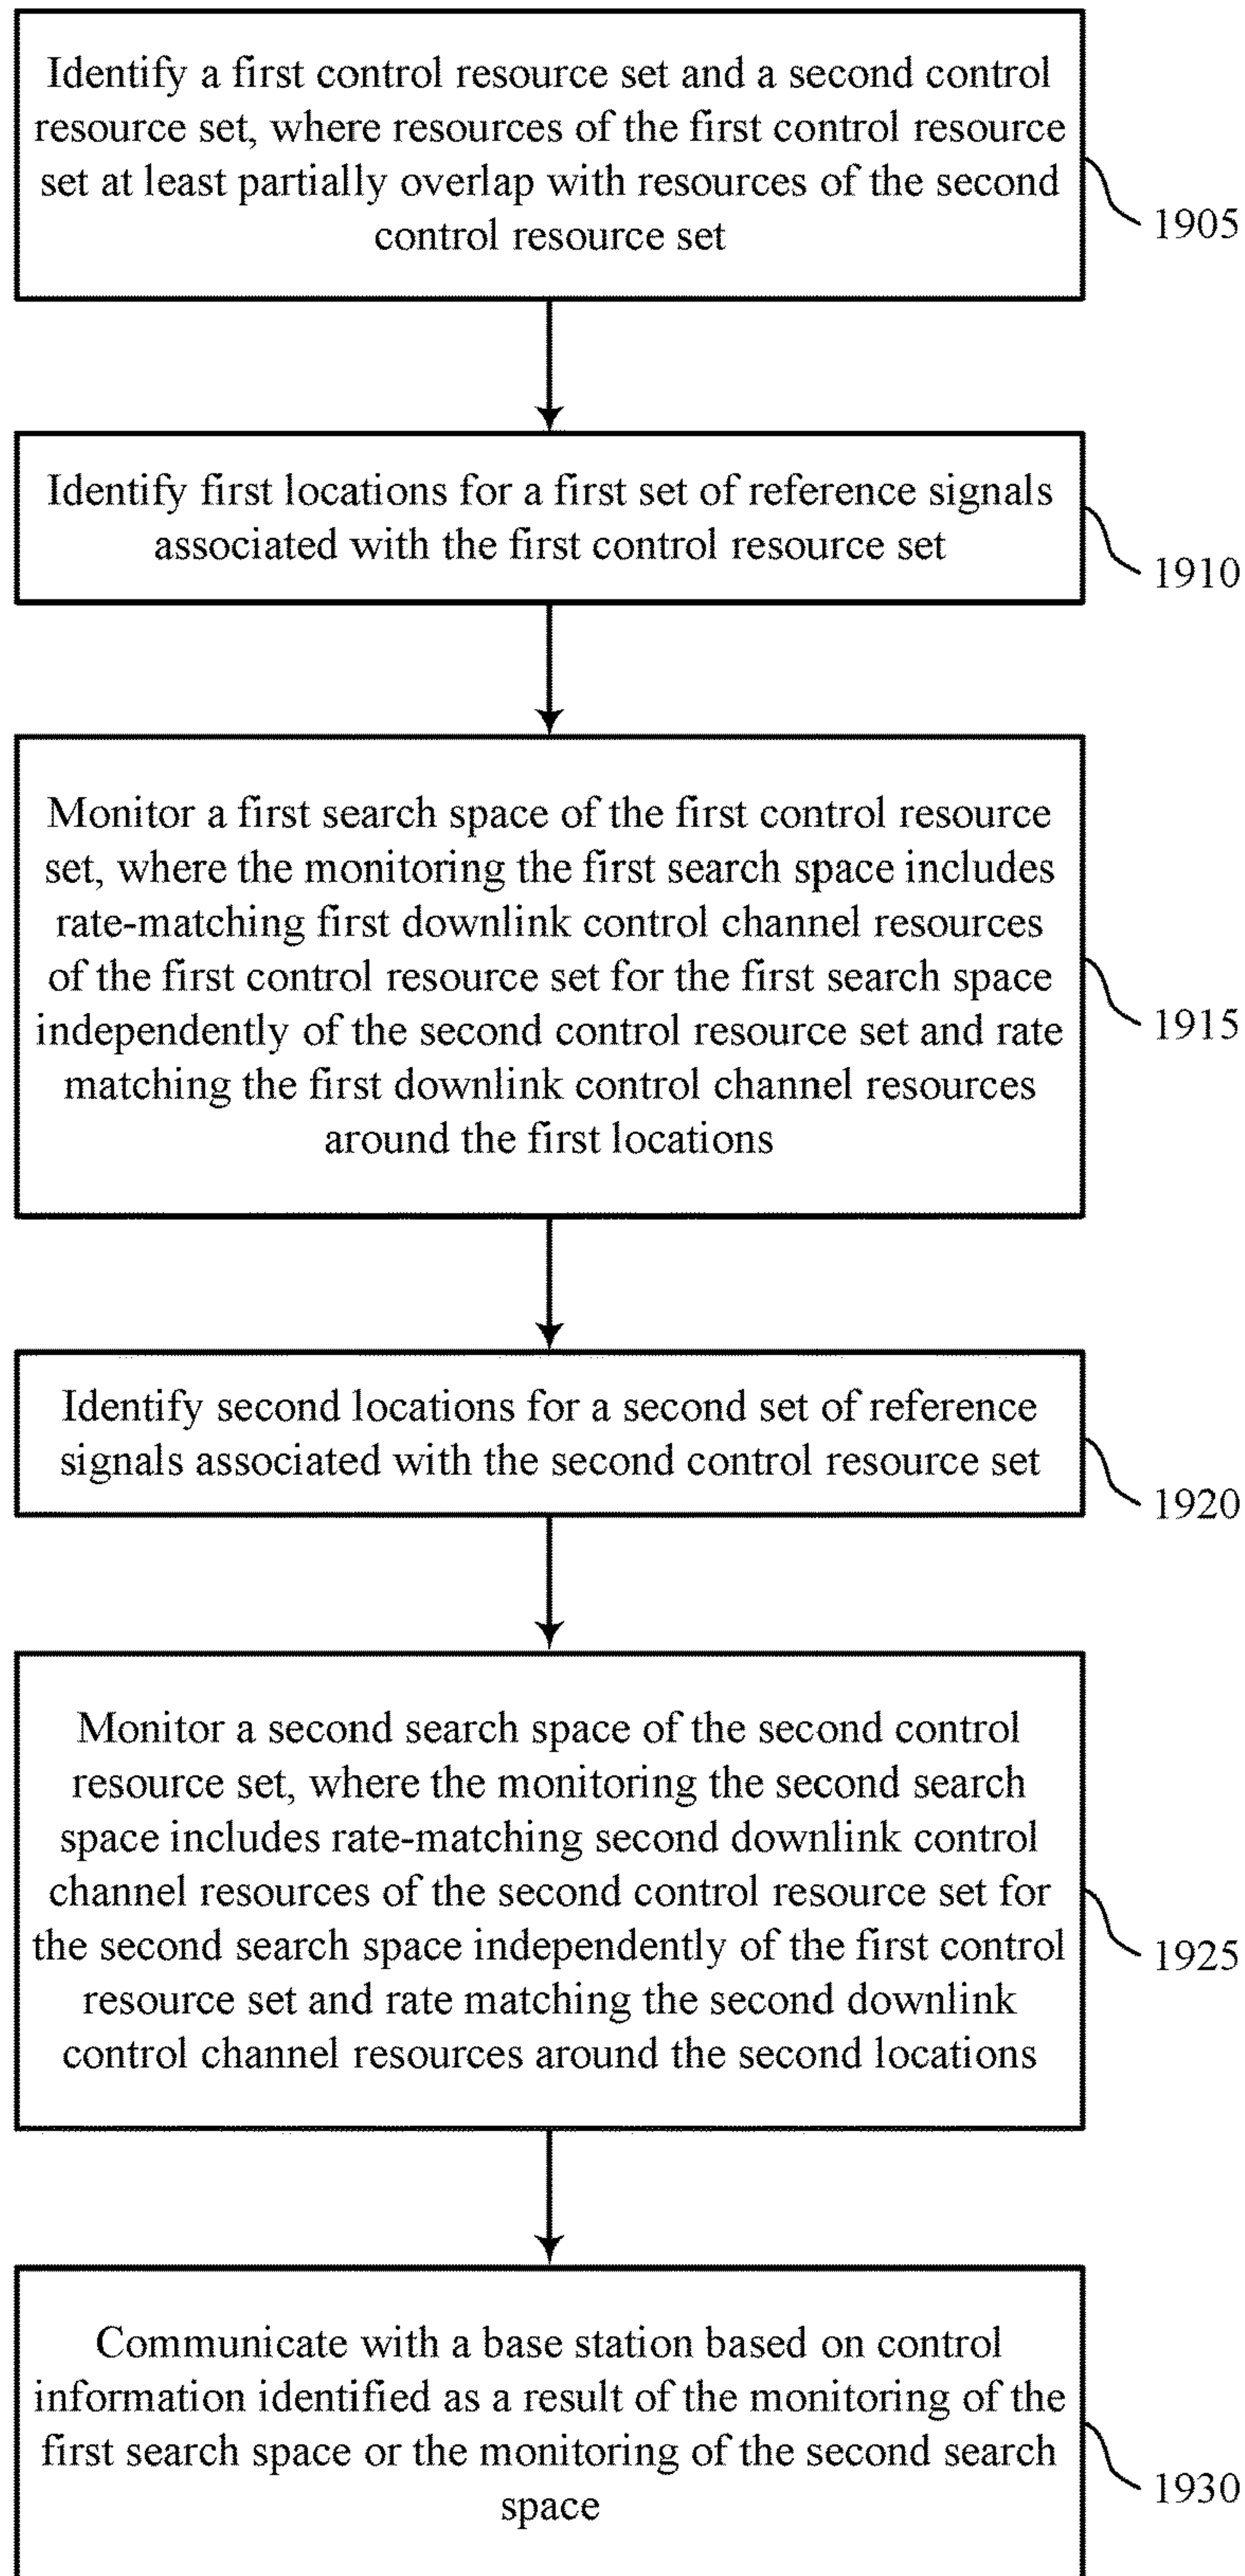 Identify a first control resource set and a second control
resource set, where resources of the first control resource
set at least partially overlap with resources of the second
control resource set
1905
Identify first locations for a first set of reference signals
associated with the first control resource set
1910
Monitor a first search space of the first control resource
set, where the monitoring the first search space includes
rate-matching first downlink control channel resources
of the first control resource set for the first search space
independently of the second control resource set and rate
matching the first downlink control channel resources
around the first locations
1915
Identify second locations for a second set of reference
signals associated with the second control resource set
1920
Monitor a second search space of the second control
resource set, where the monitoring the second search
space includes rate-matching second downlink control
channel resources of the second control resource set for
the second search space independently of the first control
resource set and rate matching the second downlink
control channel resources around the second locations
1925
Communicate with a base station based on control
information identified as a result of the monitoring of the
first search space or the monitoring of the second search
space
1930